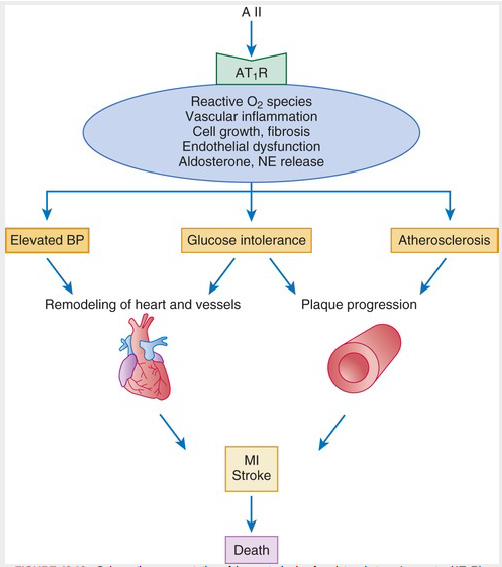 A II
AT₁R
Reactive O₂ species
Vascular inflammation
Cell growth, fibrosis
Endothelial dysfunction
Aldosterone, NE release
Elevated BP
Glucose intolerance
Atherosclerosis
Remodeling of heart and vessels
Plaque progression
MI
Stroke
Death